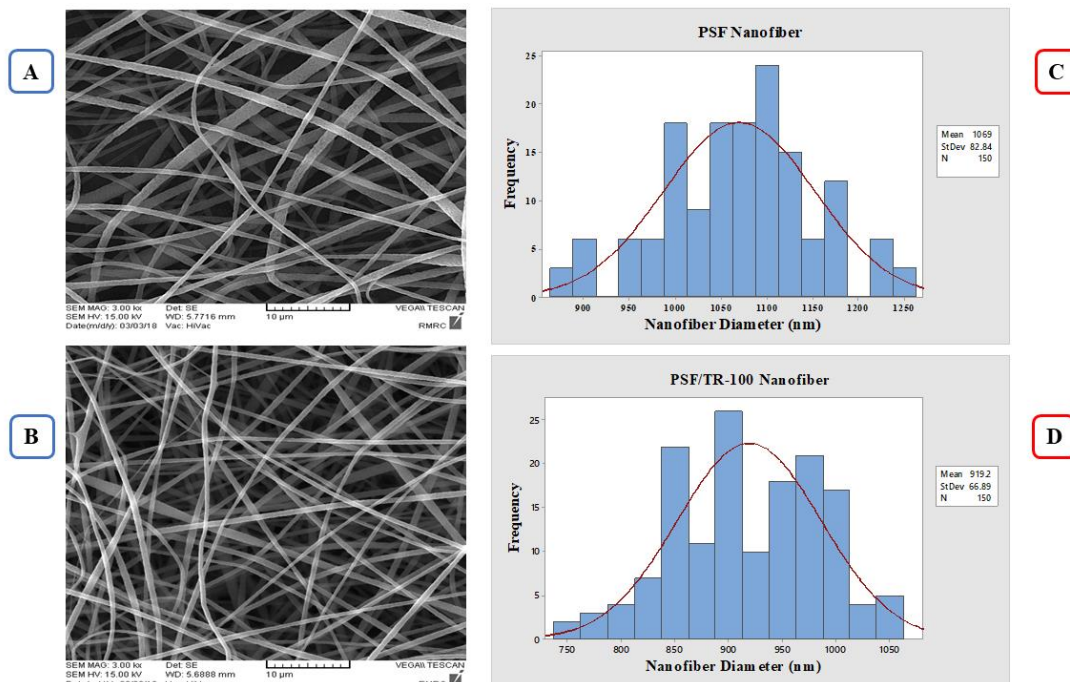 A
SEM MAG: 3.00 kx Det: SE
SEM HV: 15.00 kV WD: 5.7716 mm VEGA\\ TESCAN
Date(m/d/y): 03/03/18 Vac: HiVac 10 µm RMRC
B
SEM MAG: 3.00 kx Det: SE
SEM HV: 15.00 kV WD: 5.6888 mm 10 µm VEGA\\ TESCAN
C
PSF Nanofiber
Frequency
25
20
15
10
5
0
900 950 1000 1050 1100 1150 1200 1250
Nanofiber Diameter (nm)
Mean 1069
StDev 82.84
N 150
D
PSF/TR-100 Nanofiber
Frequency
25
20
15
10
5
0
750 800 850 900 950 1000 1050
Nanofiber Diameter (nm)
Mean 919.2
StDev 66.89
N 150